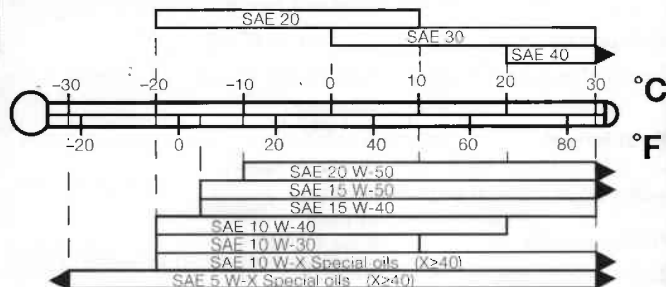 SAE 20
SAE 30
SAE 40
-30 -20 -10 0 10 20 30 °C
-20 0 20 40 60 80 °F
SAE 20 W-50
SAE 15 W-50
SAE 15 W-40
SAE 10 W-40
SAE 10 W-30
SAE 10 W-X Special oils (X≥40)
SAE 5 W-X Special oils (X≥40)